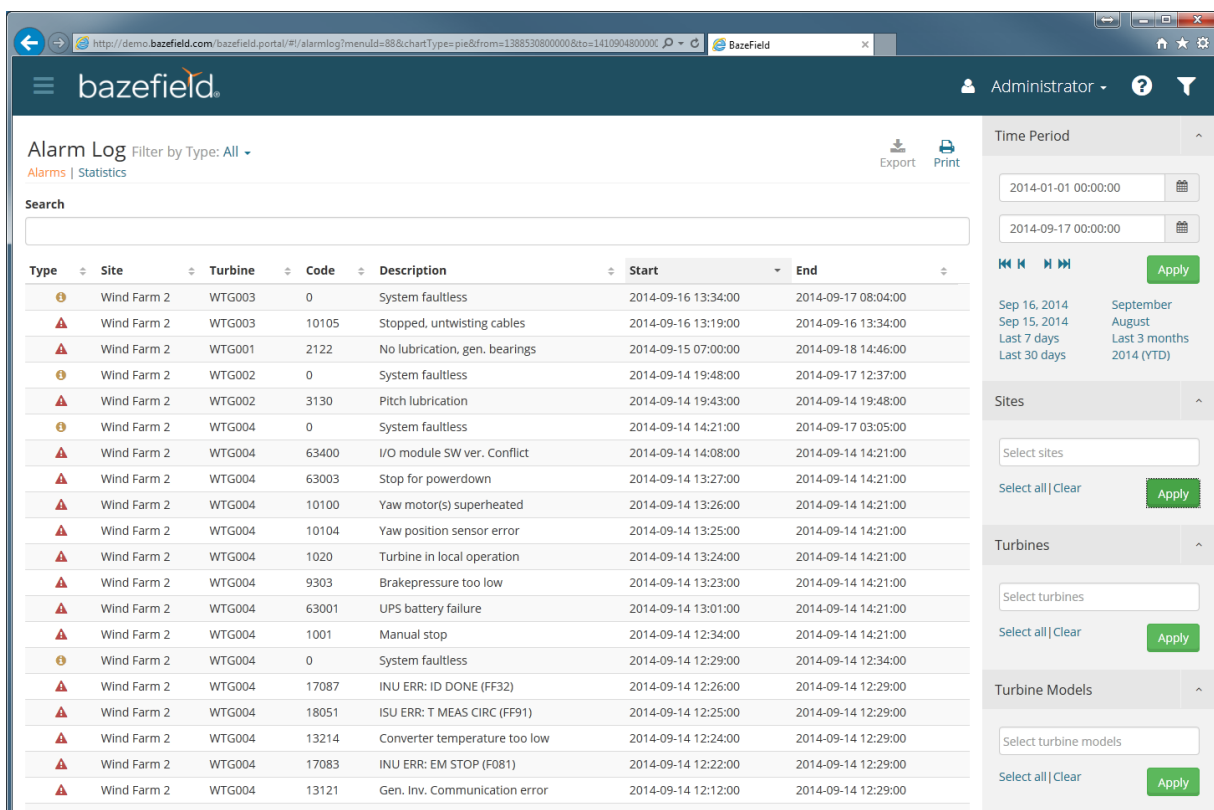 http://demo.bazefield.com/bazefield.portal/#!/alarmlog?menuId=88&chartType=pie&from=1388530800000&to=141090480000
BazeField
bazefield
Administrator
Alarm Log Filter by Type: All
Alarms | Statistics
Export
Print
Search
Type Site Turbine Code Description Start End
Wind Farm 2 WTG003 0 System faultless 2014-09-16 13:34:00 2014-09-17 08:04:00
Wind Farm 2 WTG003 10105 Stopped, untwisting cables 2014-09-16 13:19:00 2014-09-16 13:34:00
Wind Farm 2 WTG001 2122 No lubrication, gen. bearings 2014-09-15 07:00:00 2014-09-18 14:46:00
Wind Farm 2 WTG002 0 System faultless 2014-09-14 19:48:00 2014-09-17 12:37:00
Wind Farm 2 WTG002 3130 Pitch lubrication 2014-09-14 19:43:00 2014-09-14 19:48:00
Wind Farm 2 WTG004 0 System faultless 2014-09-14 14:21:00 2014-09-17 03:05:00
Wind Farm 2 WTG004 63400 I/O module SW ver. Conflict 2014-09-14 14:08:00 2014-09-14 14:21:00
Wind Farm 2 WTG004 63003 Stop for powerdown 2014-09-14 13:27:00 2014-09-14 14:21:00
Wind Farm 2 WTG004 10100 Yaw motor(s) superheated 2014-09-14 13:26:00 2014-09-14 14:21:00
Wind Farm 2 WTG004 10104 Yaw position sensor error 2014-09-14 13:25:00 2014-09-14 14:21:00
Wind Farm 2 WTG004 1020 Turbine in local operation 2014-09-14 13:24:00 2014-09-14 14:21:00
Wind Farm 2 WTG004 9303 Brakepressure too low 2014-09-14 13:23:00 2014-09-14 14:21:00
Wind Farm 2 WTG004 63001 UPS battery failure 2014-09-14 13:01:00 2014-09-14 14:21:00
Wind Farm 2 WTG004 1001 Manual stop 2014-09-14 12:34:00 2014-09-14 14:21:00
Wind Farm 2 WTG004 0 System faultless 2014-09-14 12:29:00 2014-09-14 12:34:00
Wind Farm 2 WTG004 17087 INU ERR: ID DONE (FF32) 2014-09-14 12:26:00 2014-09-14 12:29:00
Wind Farm 2 WTG004 18051 ISU ERR: T MEAS CIRC (FF91) 2014-09-14 12:25:00 2014-09-14 12:29:00
Wind Farm 2 WTG004 13214 Converter temperature too low 2014-09-14 12:24:00 2014-09-14 12:29:00
Wind Farm 2 WTG004 17083 INU ERR: EM STOP (F081) 2014-09-14 12:22:00 2014-09-14 12:29:00
Wind Farm 2 WTG004 13121 Gen. Inv. Communication error 2014-09-14 12:12:00 2014-09-14 12:29:00
Time Period
2014-01-01 00:00:00
2014-09-17 00:00:00
Apply
Sep 16, 2014 September
Sep 15, 2014 August
Last 7 days Last 3 months
Last 30 days 2014 (YTD)
Sites
Select sites
Select all|Clear
Apply
Turbines
Select turbines
Select all|Clear
Apply
Turbine Models
Select turbine models
Select all|Clear
Apply